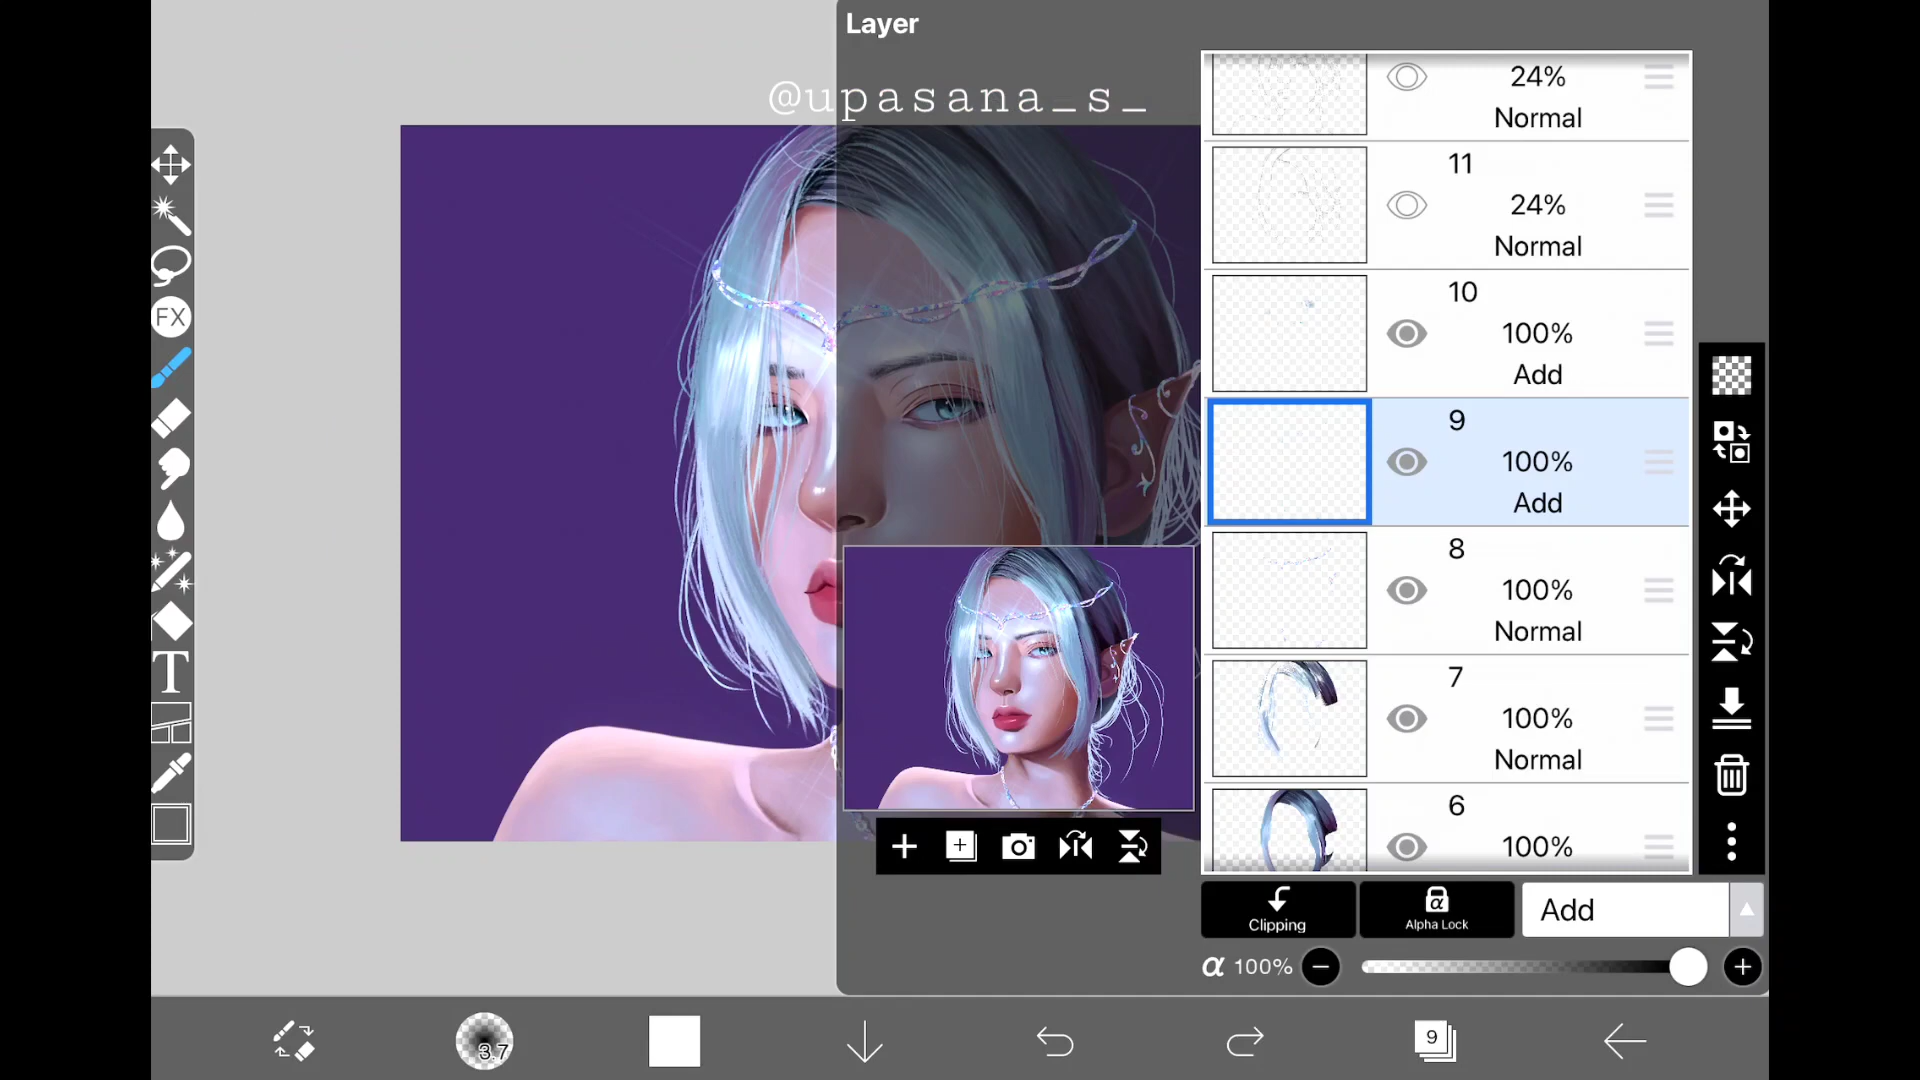 Layer
@upasana_s_
24%
Normal
11
24%
Normal
10
100%
Add
9
100%
Add
8
100%
Normal
7
100%
Normal
6
100%
FX
T
Clipping
α
Alpha Lock
Add
α 100%
3.7
9